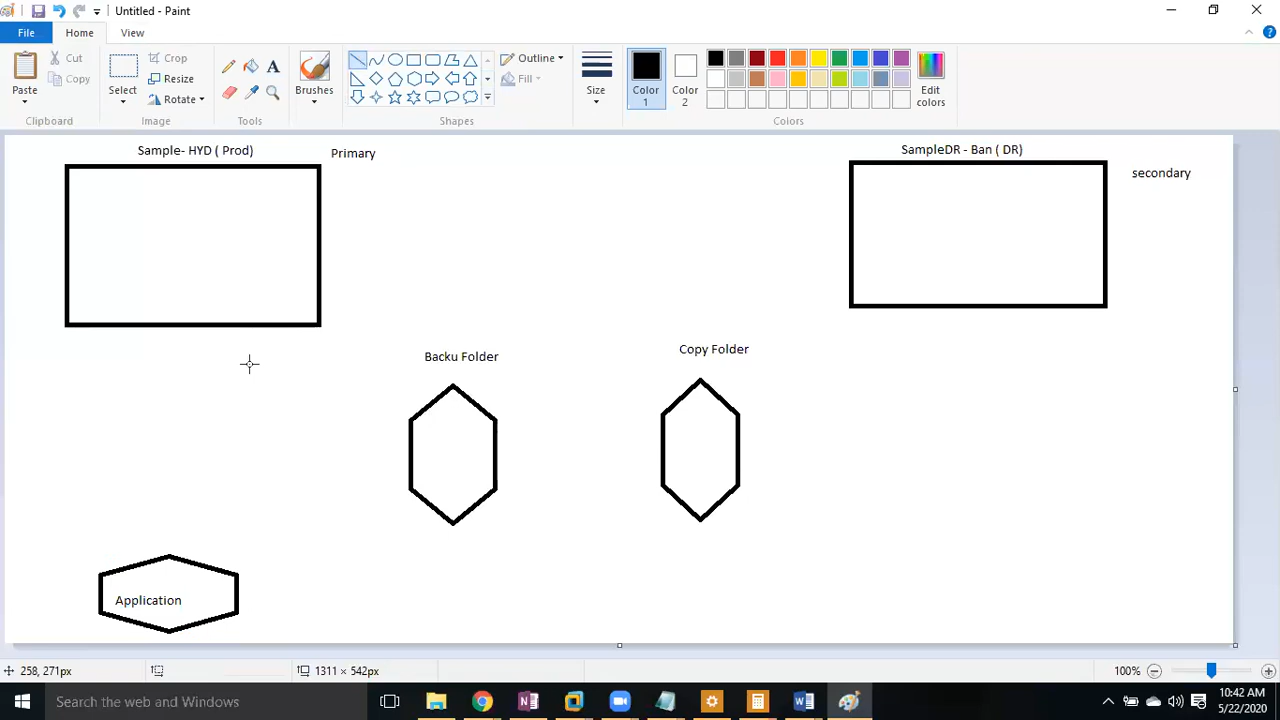 Untitled - Paint
File
Home
View
Paste
Cut
Copy
Clipboard
Select
Crop
Resize
Rotate
Image
Tools
Brushes
Shapes
Outline
Fill
Size
Color
1
Color
2
Edit
colors
Colors
Sample- HYD ( Prod)
Primary
SampleDR - Ban ( DR)
secondary
Backu Folder
Copy Folder
Application
258, 271px
1311 × 542px
100%
Search the web and Windows
10:42 AM
5/22/2020